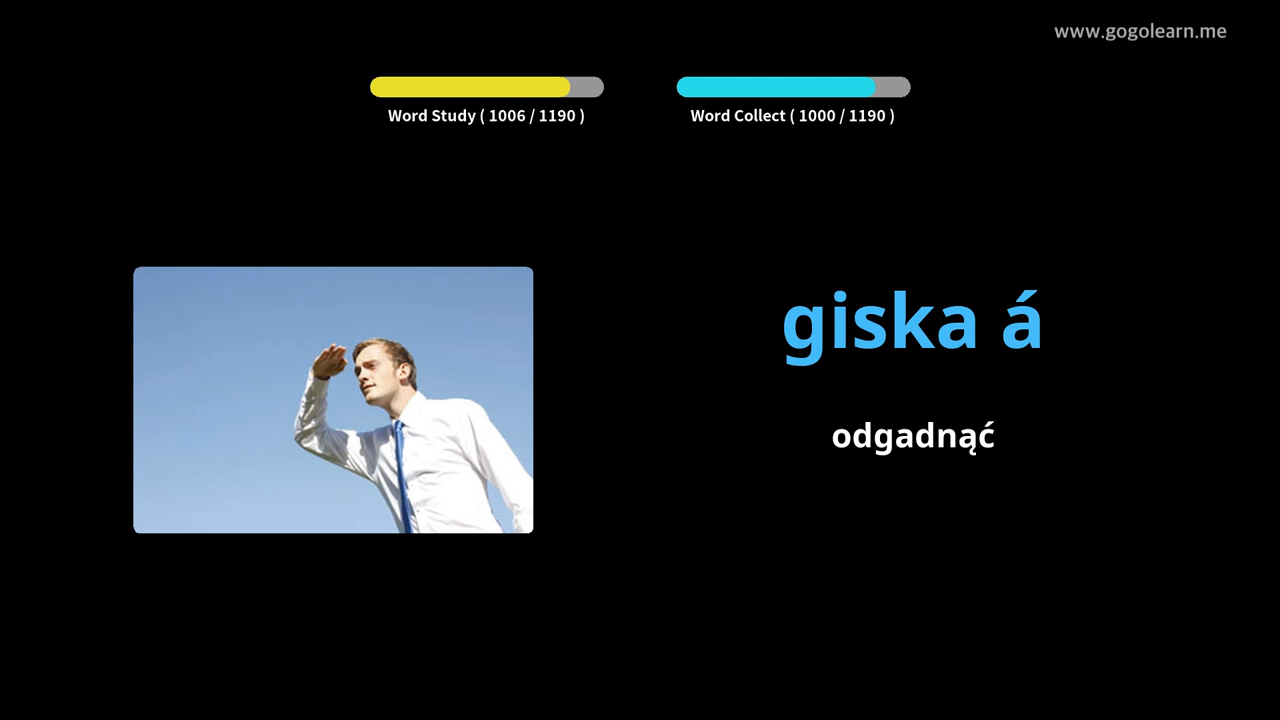 www.gogolearn.me
Word Study ( 1006 / 1190 )
Word Collect ( 1000 / 1190 )
giska á
odgadnąć